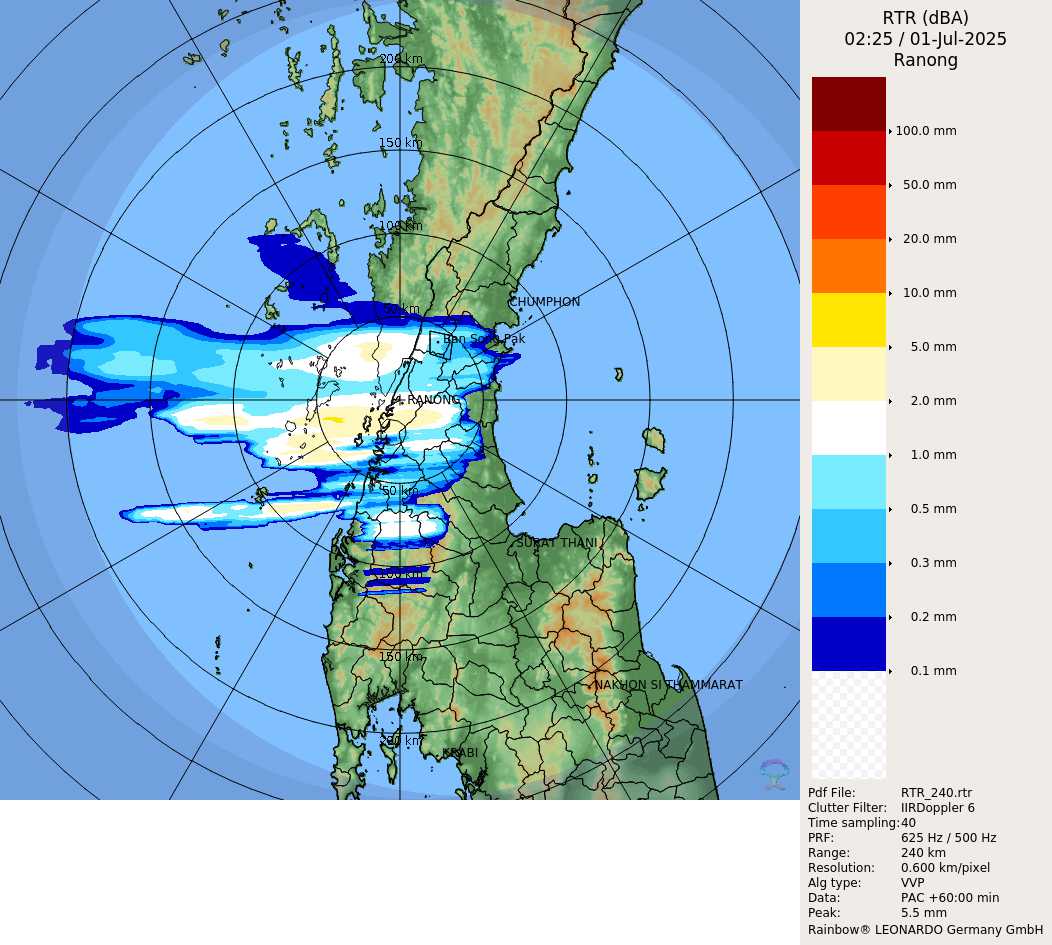 RTR (dBA)
02:25 / 01-Jul-2025
Ranong
200 km
150 km
100 km
50 km
CHUMPHON
Ban Song Pak
RANONG
50 km
SURAT THANI
100 km
150 km
NAKHON SI THAMMARAT
200 km
KRABI
100.0 mm
50.0 mm
20.0 mm
10.0 mm
5.0 mm
2.0 mm
1.0 mm
0.5 mm
0.3 mm
0.2 mm
0.1 mm
Pdf File: RTR_240.rtr
Clutter Filter: IIRDoppler 6
Time sampling:40
PRF: 625 Hz / 500 Hz
Range: 240 km
Resolution: 0.600 km/pixel
Alg type: VVP
Data: PAC +60:00 min
Peak: 5.5 mm
Rainbow® LEONARDO Germany GmbH